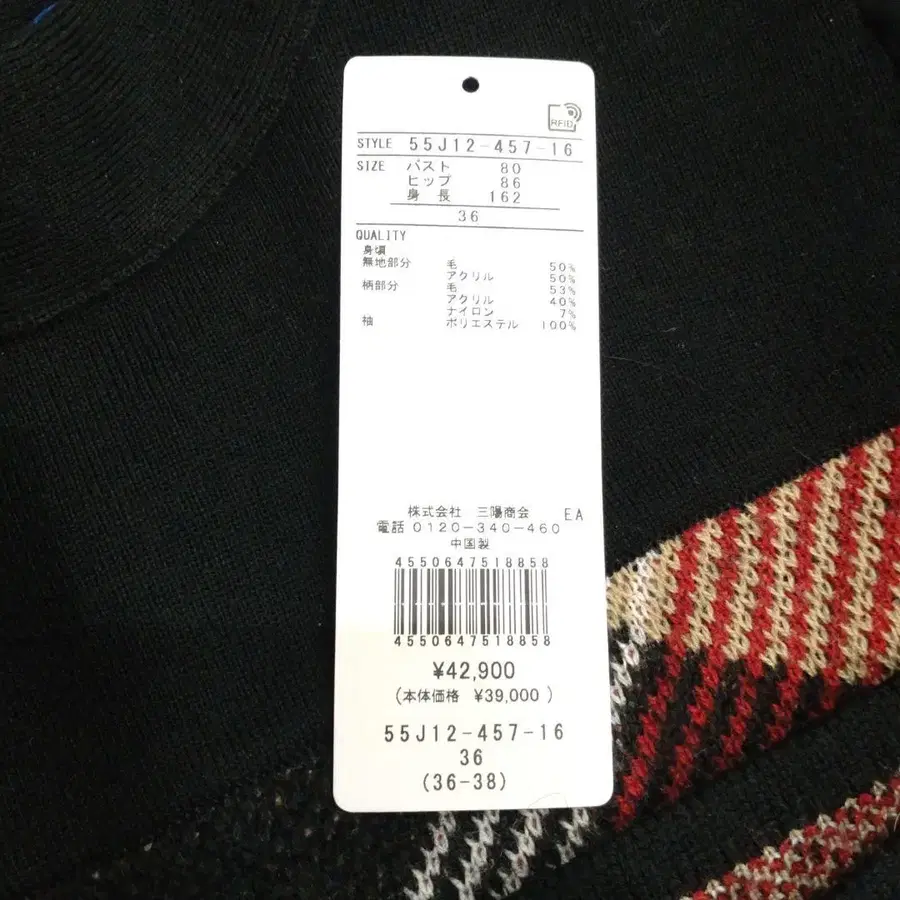 RFID
STYLE 55J12-457-16
SIZE バスト 80
ヒップ 86
身長 162
36
QUALITY
身頃
無地部分 毛 50%
アクリル 50%
柄部分 毛 53%
アクリル 40%
ナイロン 7%
袖 ポリエステル 100%
株式会社 三陽商会 EA
電話 0120-340-460
中国製
4550647518858
4550647518858
¥42,900
(本体価格 ¥39,000)
55J12-457-16
36
(36-38)